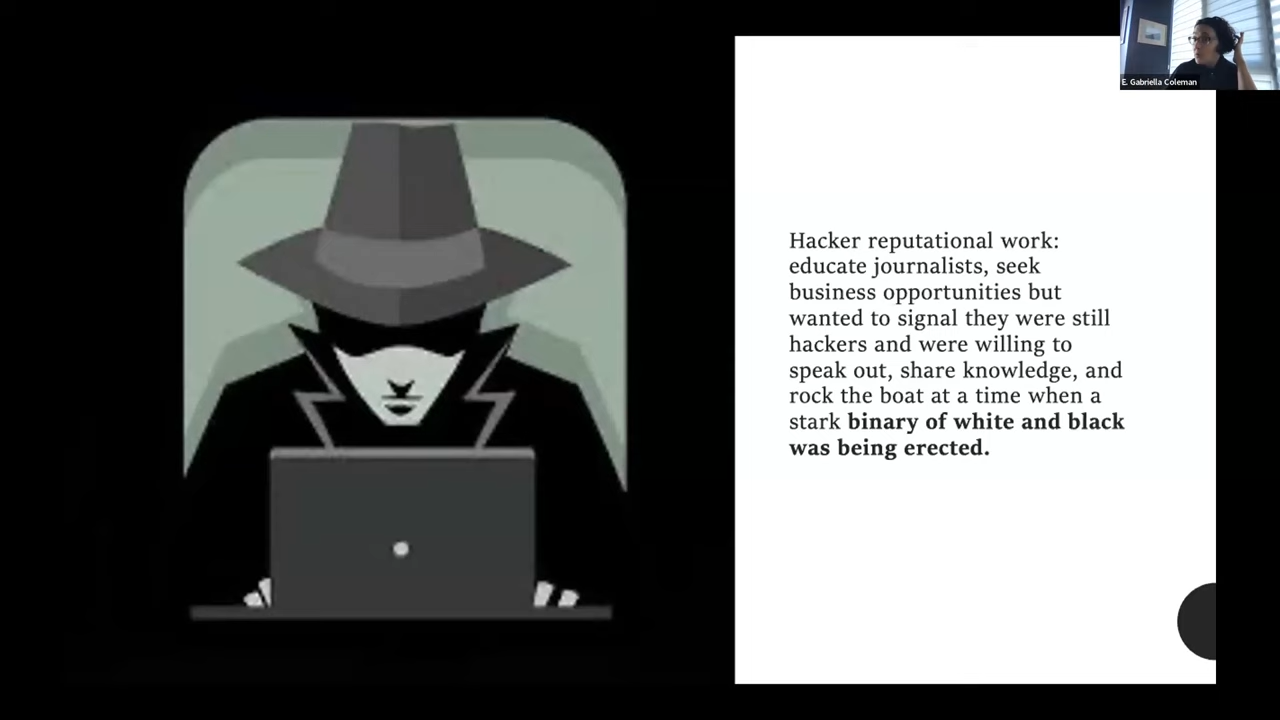 E. Gabriella Coleman
Hacker reputational work:
educate journalists, seek
business opportunities but
wanted to signal they were still
hackers and were willing to
speak out, share knowledge, and
rock the boat at a time when a
stark binary of white and black
was being erected.